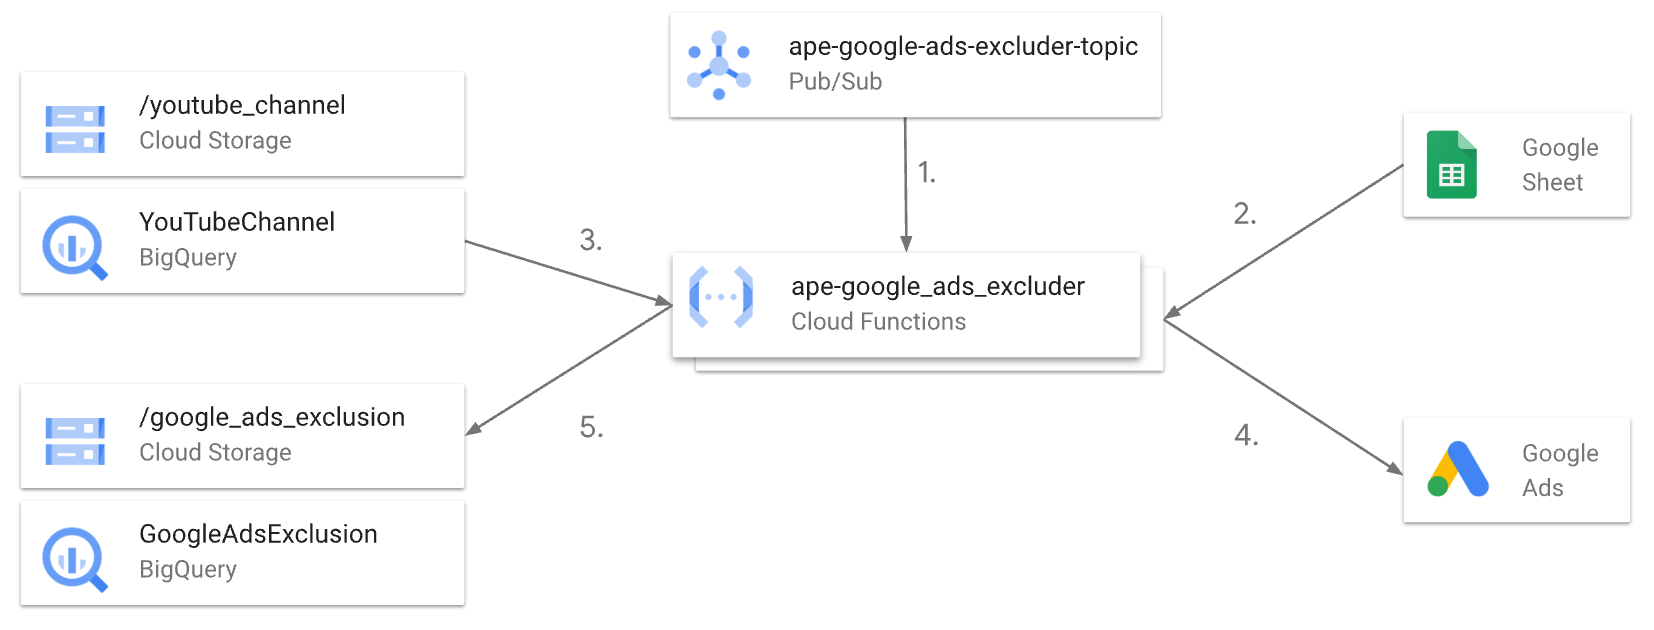 ape-google-ads-excluder-topic
Pub/Sub
/youtube_channel
Cloud Storage
YouTubeChannel
BigQuery
Google
Sheet
1.
2.
3.
ape-google_ads_excluder
Cloud Functions
/google_ads_exclusion
Cloud Storage
5.
4.
Google
Ads
GoogleAdsExclusion
BigQuery